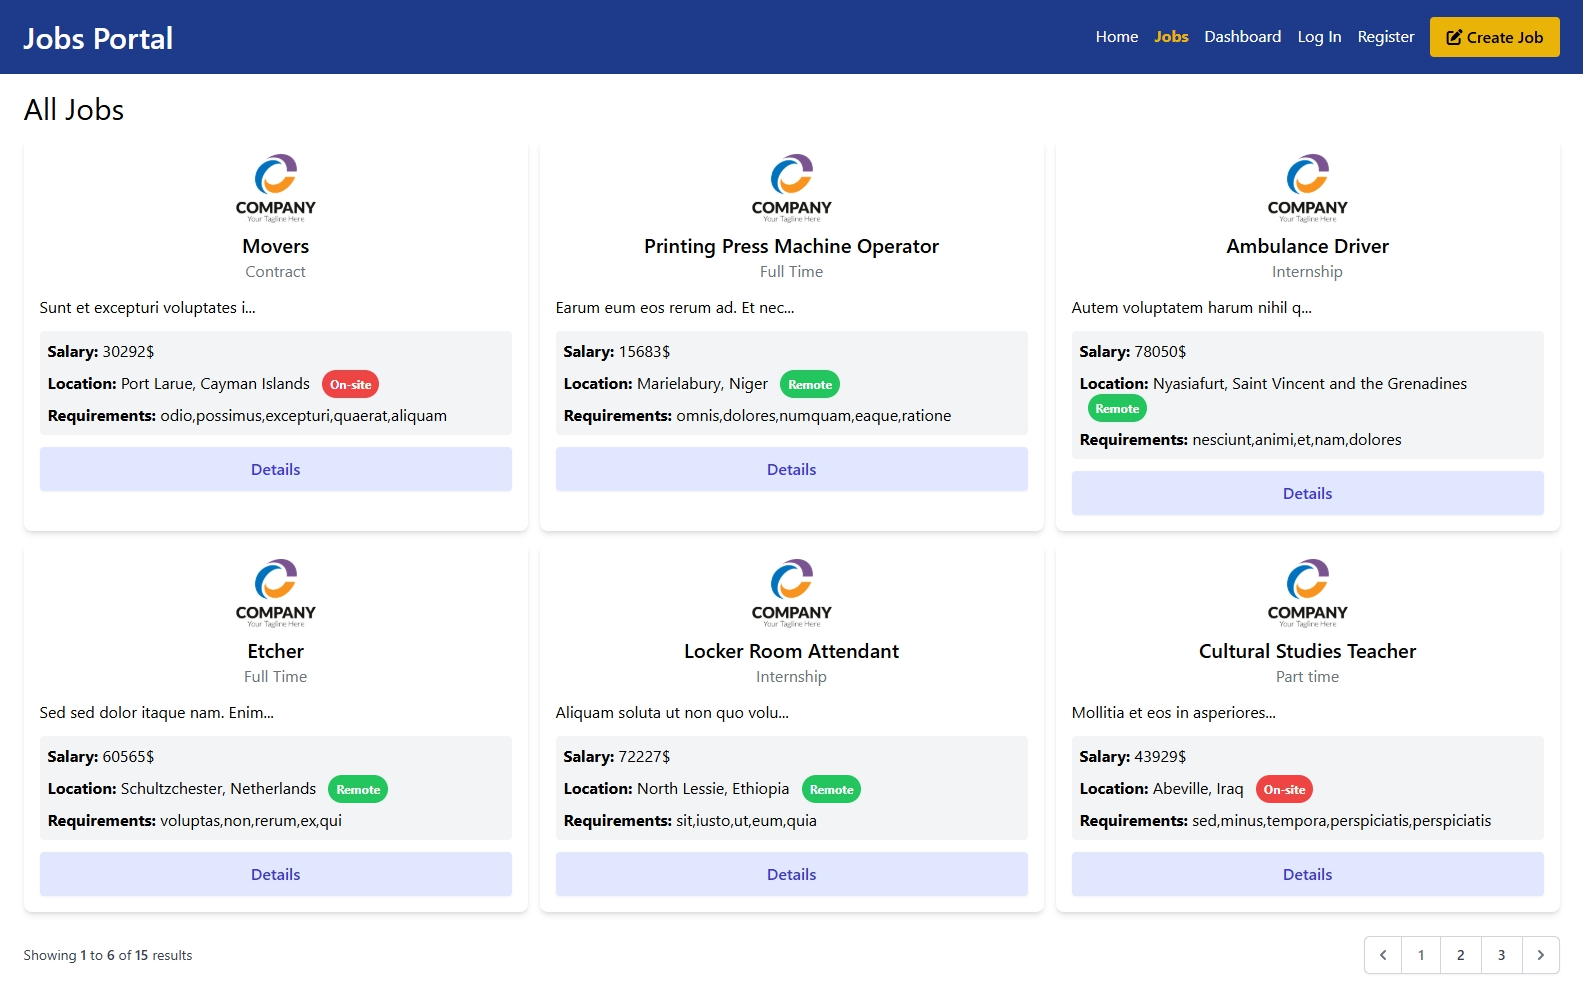 Jobs Portal
Home Jobs Dashboard Log In Register Create Job
All Jobs
COMPANY
Your Tagline Here
Movers
Contract
Sunt et excepturi voluptates i...
Salary: 30292$
Location: Port Larue, Cayman Islands On-site
Requirements: odio,possimus,excepturi,quaerat,aliquam
Details
COMPANY
Your Tagline Here
Printing Press Machine Operator
Full Time
Earum eum eos rerum ad. Et nec...
Salary: 15683$
Location: Marielabury, Niger Remote
Requirements: omnis,dolores,numquam,eaque,ratione
Details
COMPANY
Your Tagline Here
Ambulance Driver
Internship
Autem voluptatem harum nihil q...
Salary: 78050$
Location: Nyasiafurt, Saint Vincent and the Grenadines
Remote
Requirements: nesciunt,animi,et,nam,dolores
Details
COMPANY
Your Tagline Here
Etcher
Full Time
Sed sed dolor itaque nam. Enim...
Salary: 60565$
Location: Schultzchester, Netherlands Remote
Requirements: voluptas,non,rerum,ex,qui
Details
COMPANY
Your Tagline Here
Locker Room Attendant
Internship
Aliquam soluta ut non quo volu...
Salary: 72227$
Location: North Lessie, Ethiopia Remote
Requirements: sit,iusto,ut,eum,quia
Details
COMPANY
Your Tagline Here
Cultural Studies Teacher
Part time
Mollitia et eos in asperiores...
Salary: 43929$
Location: Abeville, Iraq On-site
Requirements: sed,minus,tempora,perspiciatis,perspiciatis
Details
Showing 1 to 6 of 15 results
1 2 3